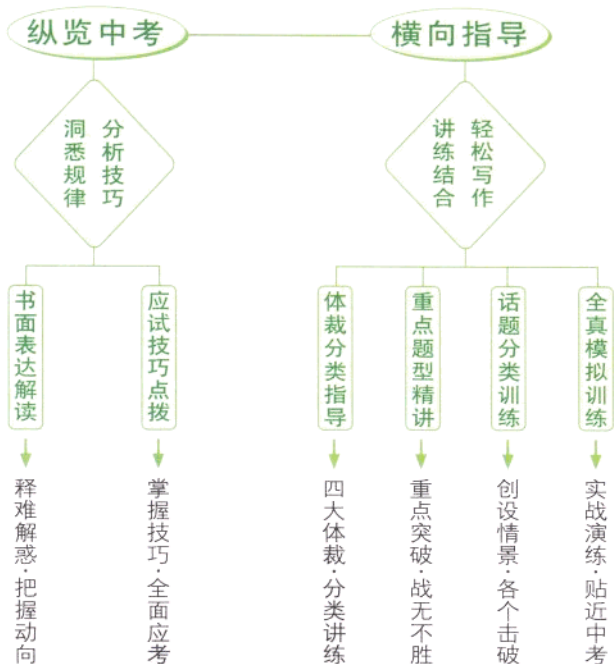 纵览中考
横向指导
洞悉规律
分析技巧
讲练结合
轻松写作
书面表达解读
应试技巧点拨
体裁分类指导
重点题型精讲
话题分类训练
全真模拟训练
释难解惑·把握动向
掌握技巧·全面应考
四大体裁·分类讲练
重点突破·战无不胜
创设情景·各个击破
实战演练·贴近中考